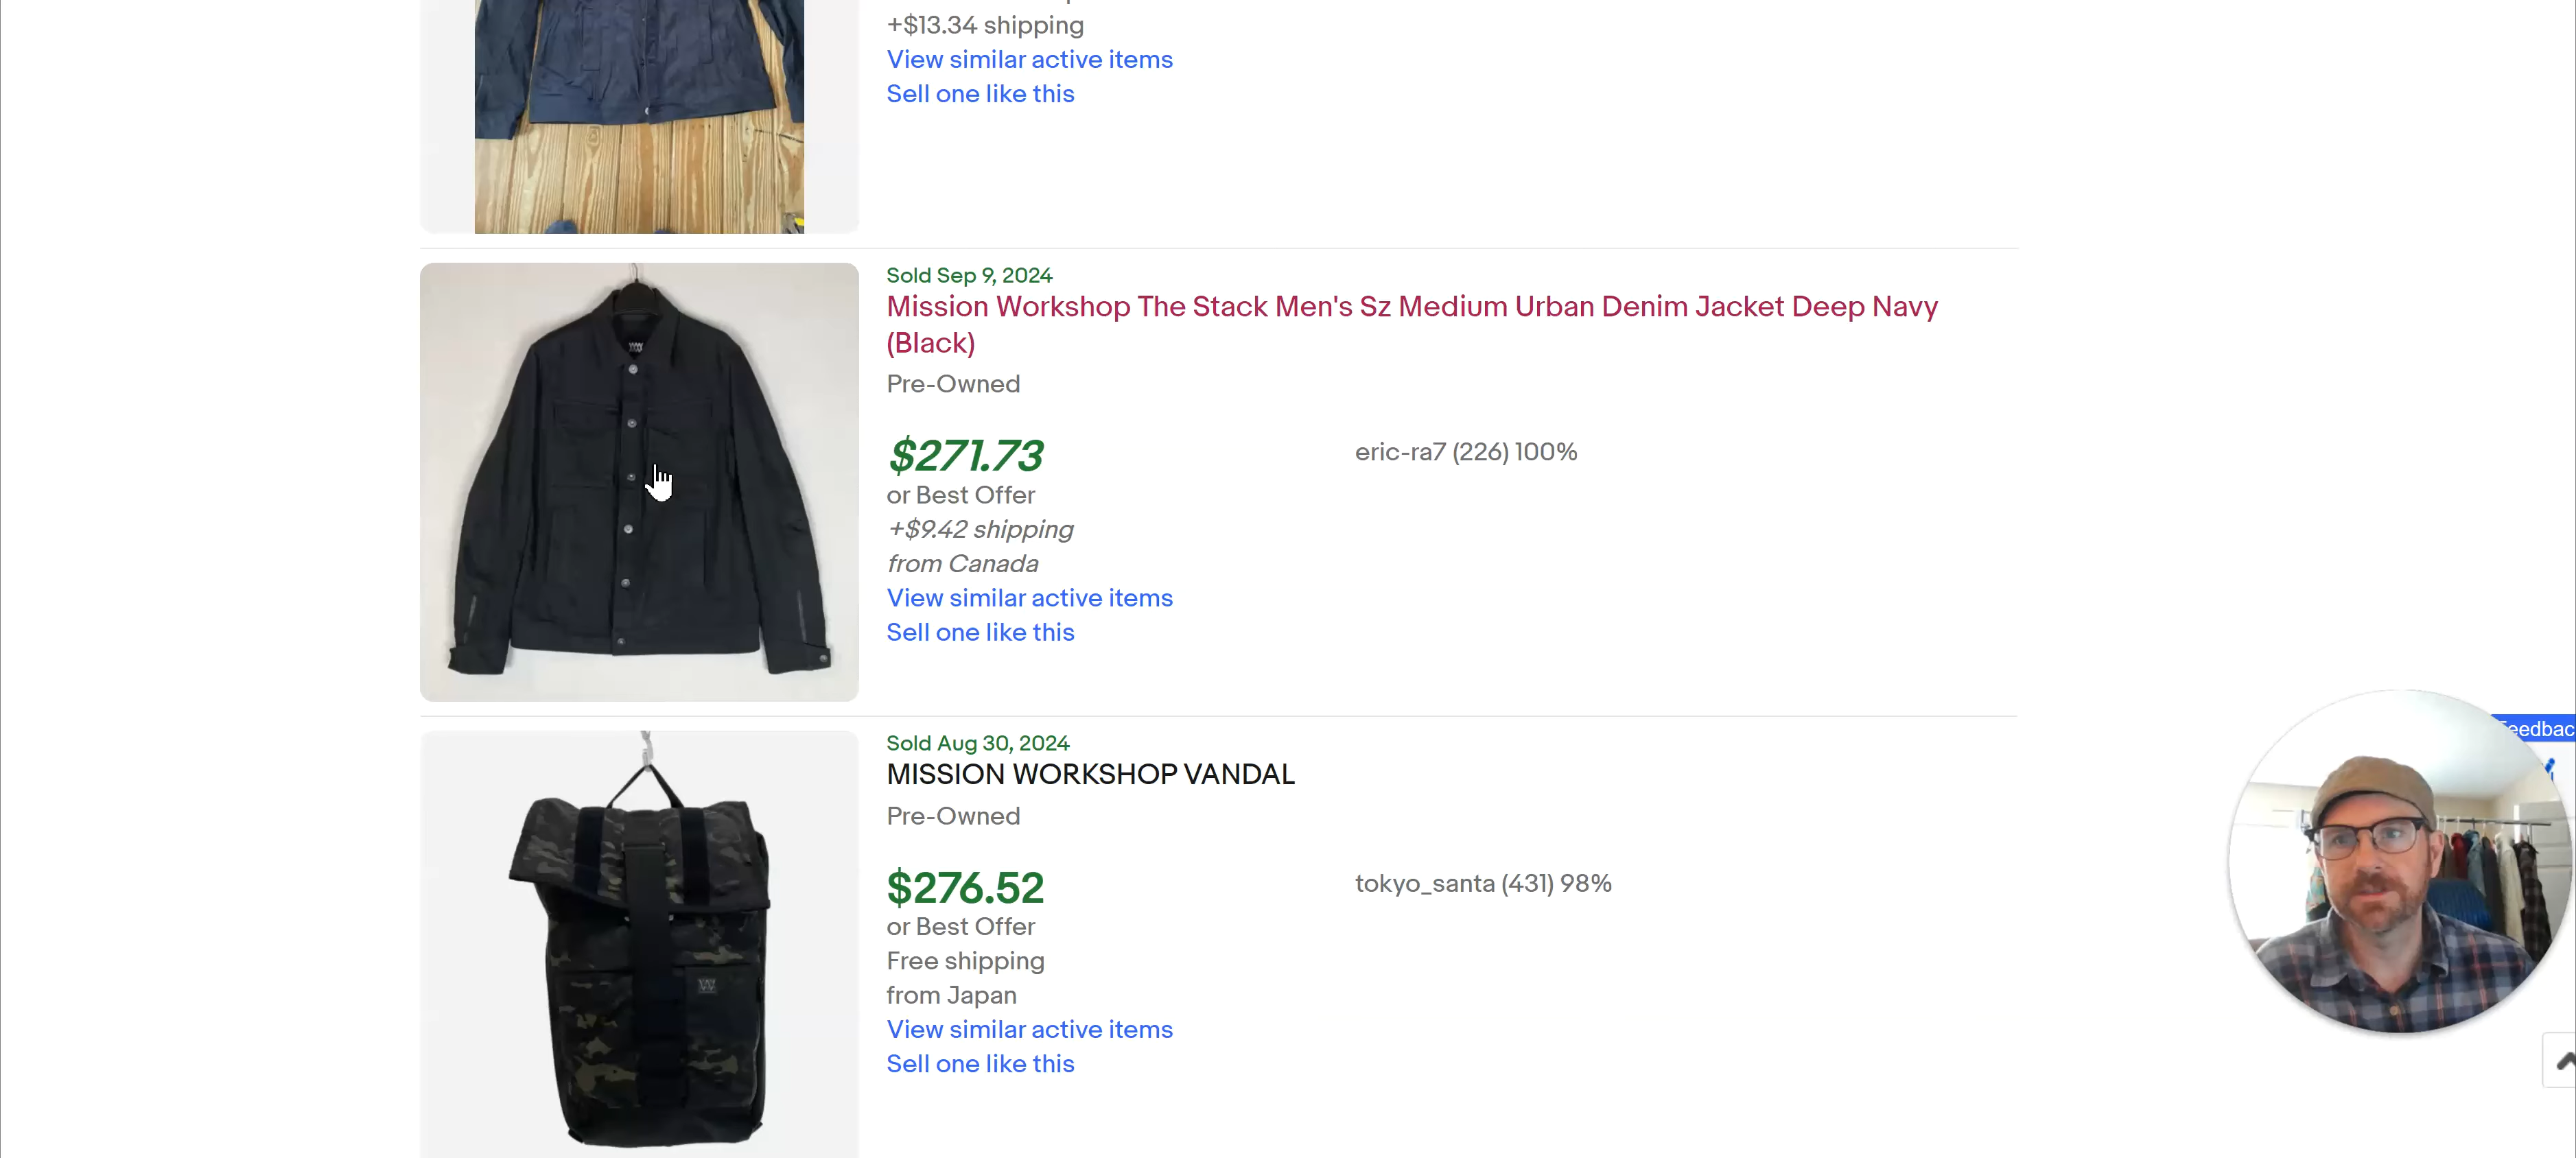 +$13.34 shipping
View similar active items
Sell one like this
Sold Sep 9, 2024
Mission Workshop The Stack Men's Sz Medium Urban Denim Jacket Deep Navy
(Black)
Pre-Owned
$271.73
eric-ra7 (226) 100%
or Best Offer
+$9.42 shipping
from Canada
View similar active items
Sell one like this
Sold Aug 30, 2024
MISSION WORKSHOP VANDAL
Pre-Owned
$276.52
tokyo_santa (431) 98%
or Best Offer
Free shipping
from Japan
View similar active items
Sell one like this